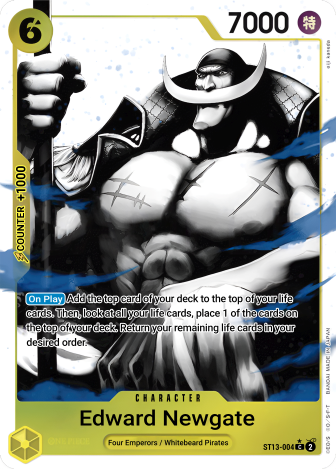 6
7000
特
COUNTER +1000
On Play Add the top card of your deck to the top of your life
cards. Then, look at all your life cards, place 1 of the cards on
the top of your deck. Return your remaining life cards in your
desired order.
CHARACTER
Edward Newgate
Four Emperors / Whitebeard Pirates
ST13-004 C 2
BANDAI MADE IN JAPAN